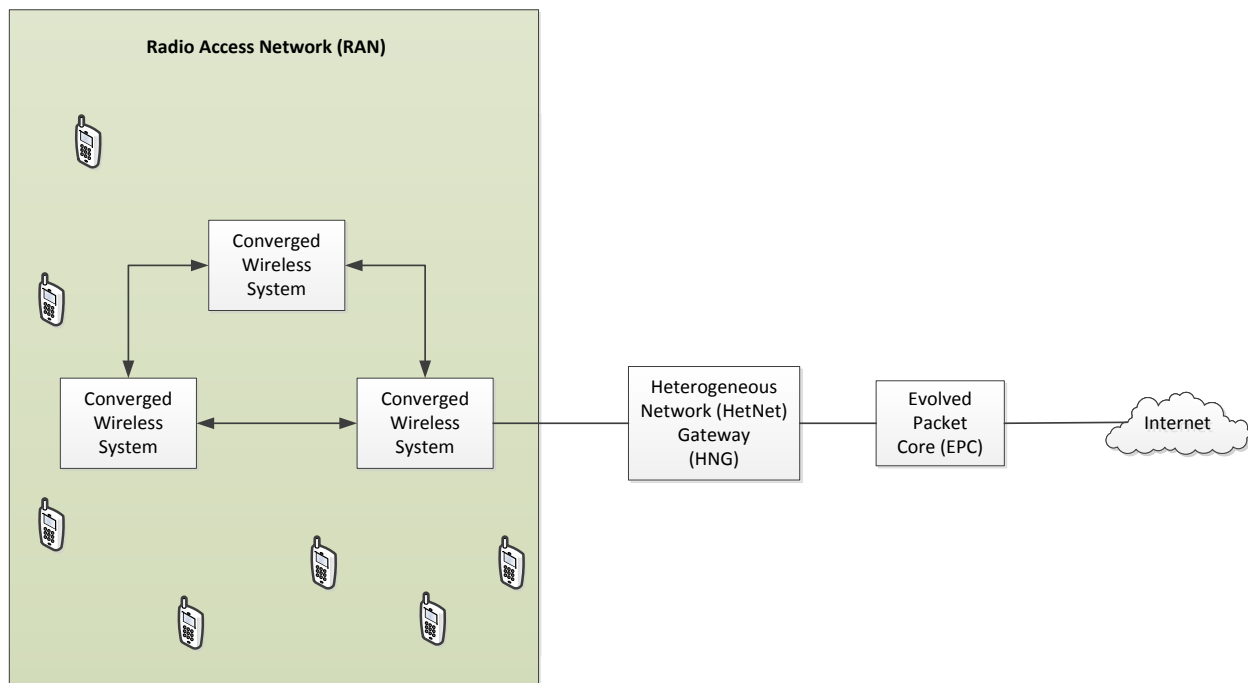 Radio Access Network (RAN)
Converged
Wireless
System
Converged
Wireless
System
Converged
Wireless
System
Heterogeneous
Network (HetNet)
Gateway
(HNG)
Evolved
Packet
Core (EPC)
Internet